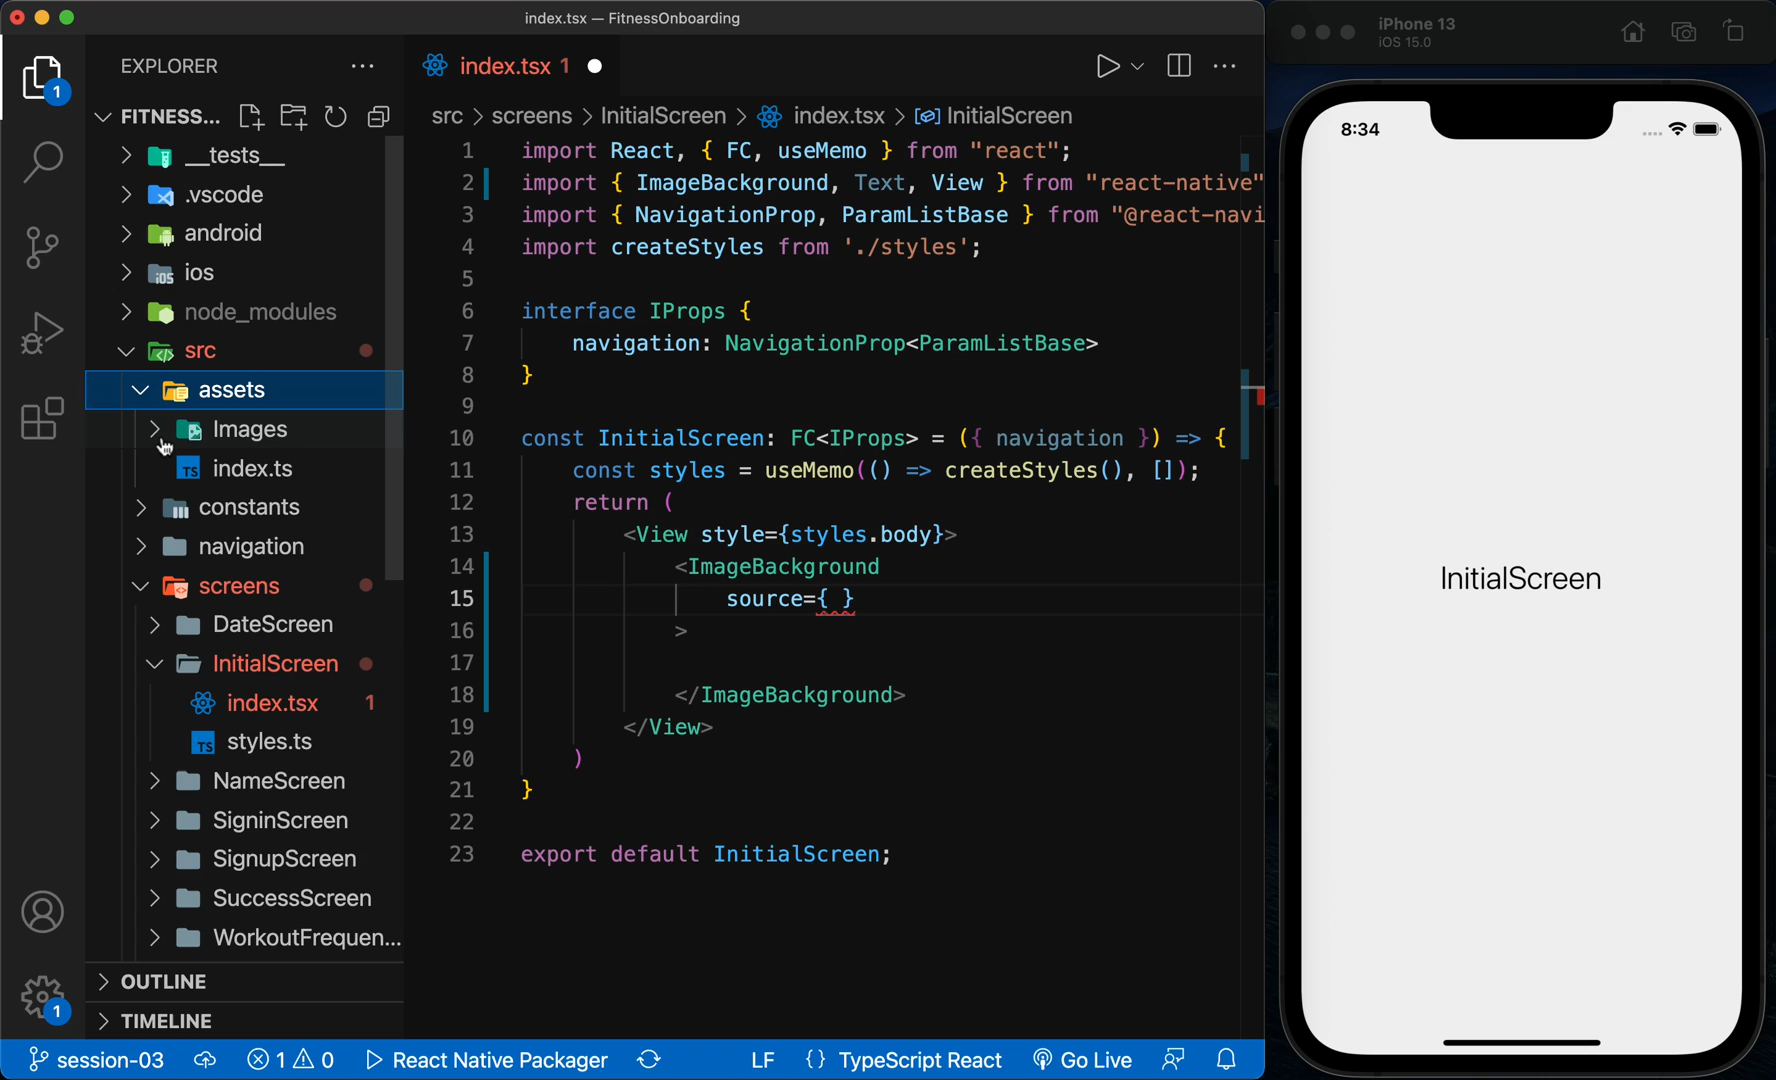 index.tsx — FitnessOnboarding
EXPLORER
FITNESS...
__tests__
.vscode
android
ios
node_modules
src
assets
Images
TS index.ts
constants
navigation
screens
DateScreen
InitialScreen
index.tsx 1
TS styles.ts
NameScreen
SigninScreen
SignupScreen
SuccessScreen
WorkoutFrequen...
OUTLINE
TIMELINE
1
1
index.tsx 1
src > screens > InitialScreen > index.tsx > InitialScreen
1 import React, { FC, useMemo } from "react";
2 import { ImageBackground, Text, View } from "react-native"
3 import { NavigationProp, ParamListBase } from "@react-navi
4 import createStyles from './styles';
5
6 interface IProps {
7 navigation: NavigationProp<ParamListBase>
8 }
9
10 const InitialScreen: FC<IProps> = ({ navigation }) => {
11 const styles = useMemo(() => createStyles(), []);
12 return (
13 <View style={styles.body}>
14 <ImageBackground
15 source={ }
16 >
17
18 </ImageBackground>
19 </View>
20 )
21 }
22
23 export default InitialScreen;
session-03 1 0 React Native Packager LF {} TypeScript React Go Live
iPhone 13
iOS 15.0
8:34
InitialScreen